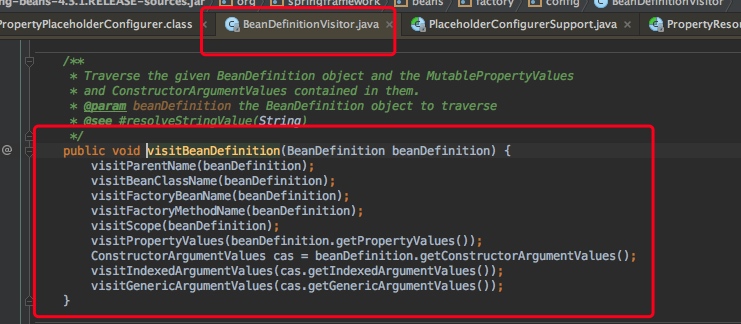 ng-beans-4.3.1.RELEASE-sources.jar org springframework beans factory config BeanDefinitionVisitor
PropertyPlaceholderConfigurer.class BeanDefinitionVisitor.java PlaceholderConfigurerSupport.java PropertyResou
/**
* Traverse the given BeanDefinition object and the MutablePropertyValues
* and ConstructorArgumentValues contained in them.
* @param beanDefinition the BeanDefinition object to traverse
* @see #resolveStringValue(String)
*/
@ public void visitBeanDefinition(BeanDefinition beanDefinition) {
visitParentName(beanDefinition);
visitBeanClassName(beanDefinition);
visitFactoryBeanName(beanDefinition);
visitFactoryMethodName(beanDefinition);
visitScope(beanDefinition);
visitPropertyValues(beanDefinition.getPropertyValues());
ConstructorArgumentValues cas = beanDefinition.getConstructorArgumentValues();
visitIndexedArgumentValues(cas.getIndexedArgumentValues());
visitGenericArgumentValues(cas.getGenericArgumentValues());
}